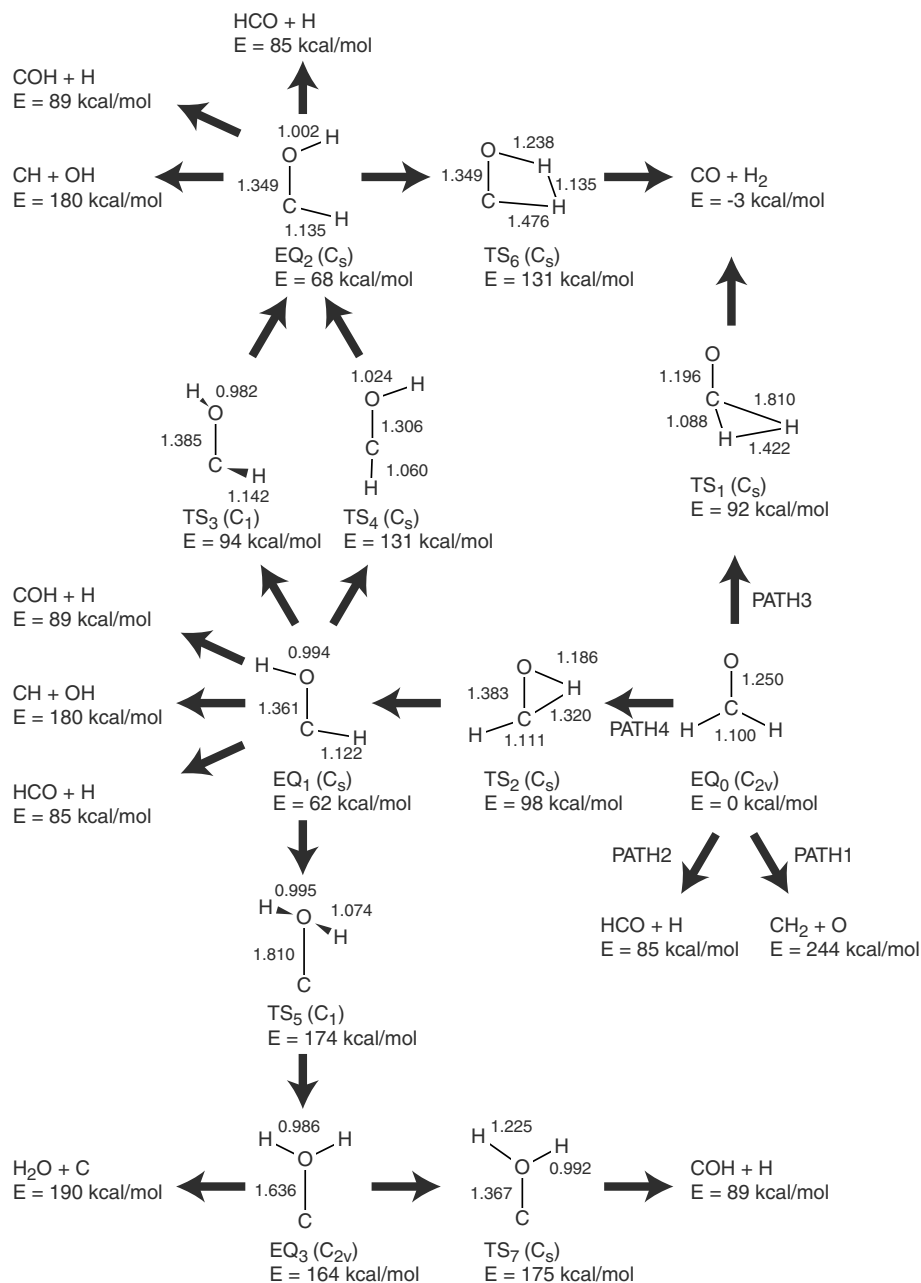 HCO + H
E = 85 kcal/mol
COH + H
E = 89 kcal/mol
CH + OH
E = 180 kcal/mol
1.002
H
O
1.349
C
H
1.135
EQ2 (Cs)
E = 68 kcal/mol
O
1.238
H
1.349
1.135
C
H
1.476
TS6 (Cs)
E = 131 kcal/mol
CO + H2
E = -3 kcal/mol
H
0.982
O
1.385
C
H
1.142
TS3 (C1)
E = 94 kcal/mol
1.024
H
O
1.306
C
1.060
H
TS4 (Cs)
E = 131 kcal/mol
O
1.196
C
1.810
1.088
H
H
1.422
TS1 (Cs)
E = 92 kcal/mol
PATH3
COH + H
E = 89 kcal/mol
CH + OH
E = 180 kcal/mol
HCO + H
E = 85 kcal/mol
0.994
H
O
1.361
C
H
1.122
EQ1 (Cs)
E = 62 kcal/mol
O
1.186
H
1.383
1.320
H
C
1.111
TS2 (Cs)
E = 98 kcal/mol
PATH4
O
1.250
C
H
H
1.100
EQ0 (C2v)
E = 0 kcal/mol
PATH2
PATH1
HCO + H
E = 85 kcal/mol
CH2 + O
E = 244 kcal/mol
0.995
H
O
1.074
H
1.810
C
TS5 (C1)
E = 174 kcal/mol
H2O + C
E = 190 kcal/mol
0.986
H
H
O
1.636
C
EQ3 (C2v)
E = 164 kcal/mol
H
1.225
H
O
0.992
1.367
C
TS7 (Cs)
E = 175 kcal/mol
COH + H
E = 89 kcal/mol